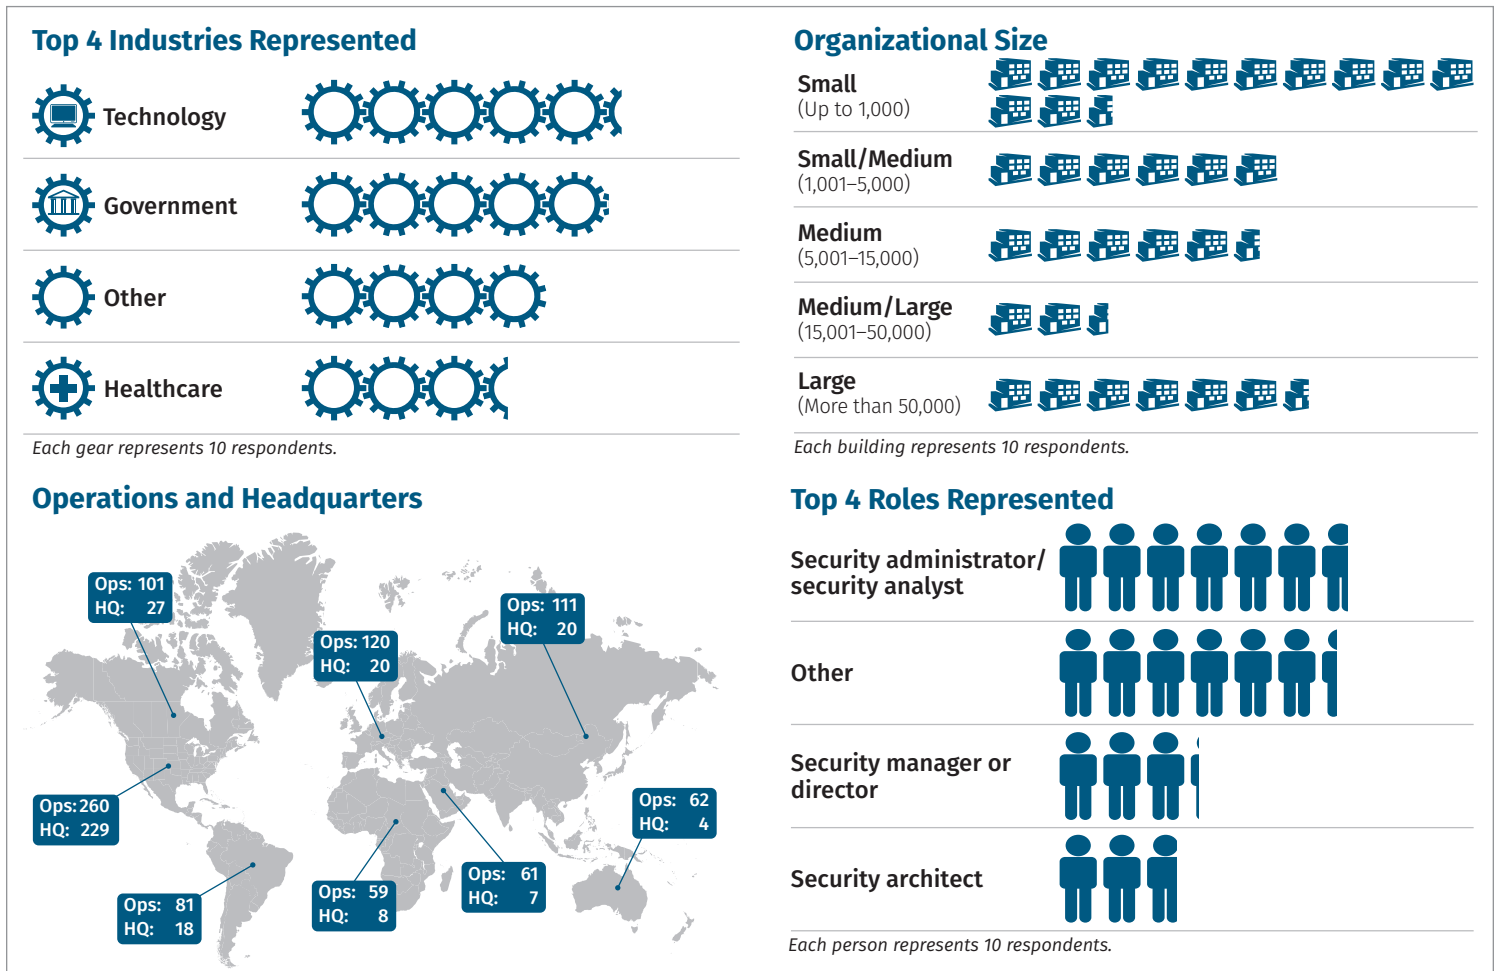 Top 4 Industries Represented
Technology
Government
Other
Healthcare
Each gear represents 10 respondents.
Organizational Size
Small
(Up to 1,000)
Small/Medium
(1,001–5,000)
Medium
(5,001–15,000)
Medium/Large
(15,001–50,000)
Large
(More than 50,000)
Each building represents 10 respondents.
Operations and Headquarters
Ops: 101
HQ: 27
Ops: 111
HQ: 20
Ops: 120
HQ: 20
Ops: 260
HQ: 229
Ops: 62
HQ: 4
Ops: 61
HQ: 7
Ops: 59
HQ: 8
Ops: 81
HQ: 18
Top 4 Roles Represented
Security administrator/
security analyst
Other
Security manager or
director
Security architect
Each person represents 10 respondents.